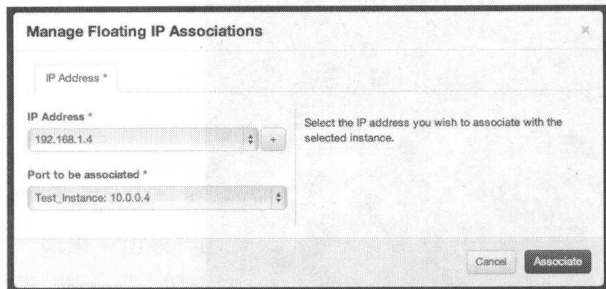 Manage Floating IP Associations
×
IP Address *
IP Address *
192.168.1.4
+
Select the IP address you wish to associate with the
selected instance.
Port to be associated *
Test_Instance: 10.0.0.4
Cancel
Associate